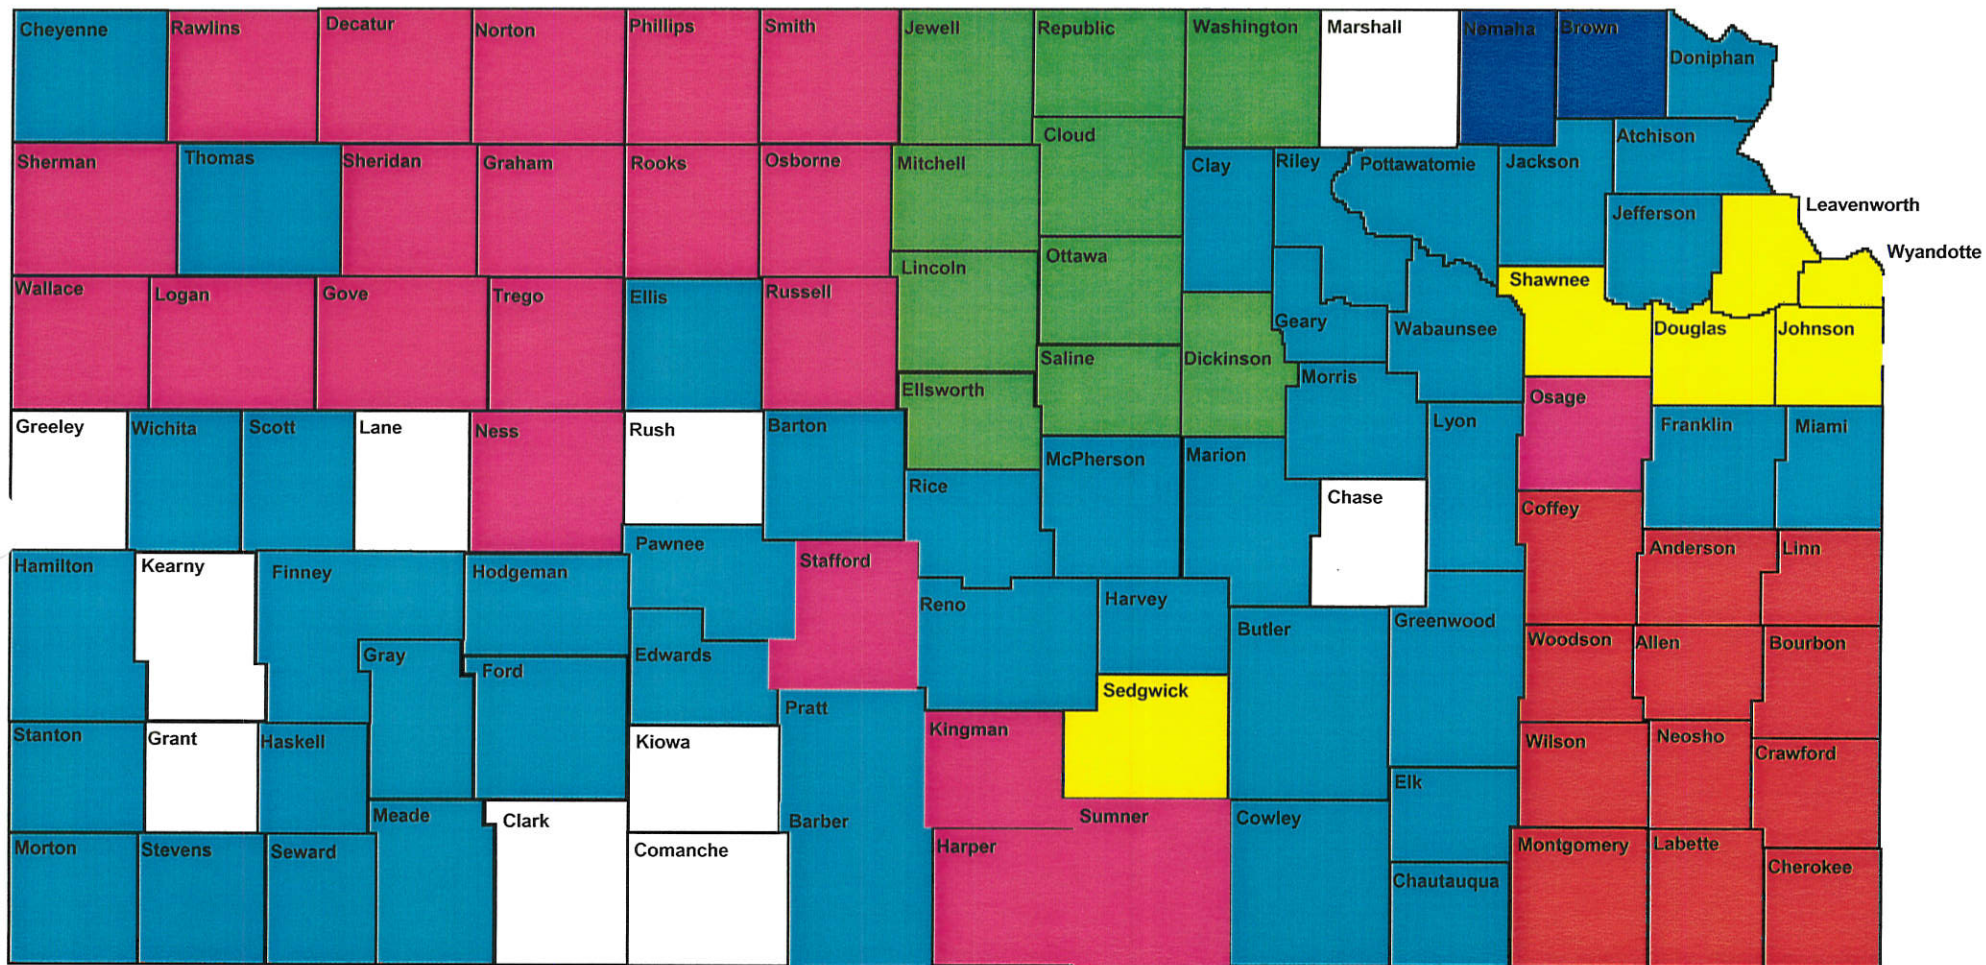 Cheyenne
Rawlins
Decatur
Norton
Phillips
Smith
Jewell
Republic
Washington
Marshall
Nemaha
Brown
Doniphan
Cloud
Atchison
Sherman
Thomas
Sheridan
Graham
Rooks
Osborne
Mitchell
Clay
Riley
Pottawatomie
Jackson
Jefferson
Leavenworth
Wyandotte
Lincoln
Ottawa
Shawnee
Wallace
Logan
Gove
Trego
Ellis
Russell
Geary
Wabaunsee
Douglas
Johnson
Saline
Dickinson
Morris
Ellsworth
Osage
Greeley
Wichita
Scott
Lane
Ness
Rush
Barton
Lyon
Franklin
Miami
McPherson
Marion
Rice
Chase
Coffey
Pawnee
Stafford
Anderson
Linn
Hamilton
Kearny
Finney
Hodgeman
Reno
Harvey
Butler
Greenwood
Gray
Ford
Edwards
Woodson
Allen
Bourbon
Sedgwick
Pratt
Kingman
Stanton
Grant
Haskell
Kiowa
Wilson
Neosho
Crawford
Elk
Meade
Clark
Barber
Sumner
Cowley
Morton
Stevens
Seward
Comanche
Harper
Montgomery
Labette
Cherokee
Chautauqua